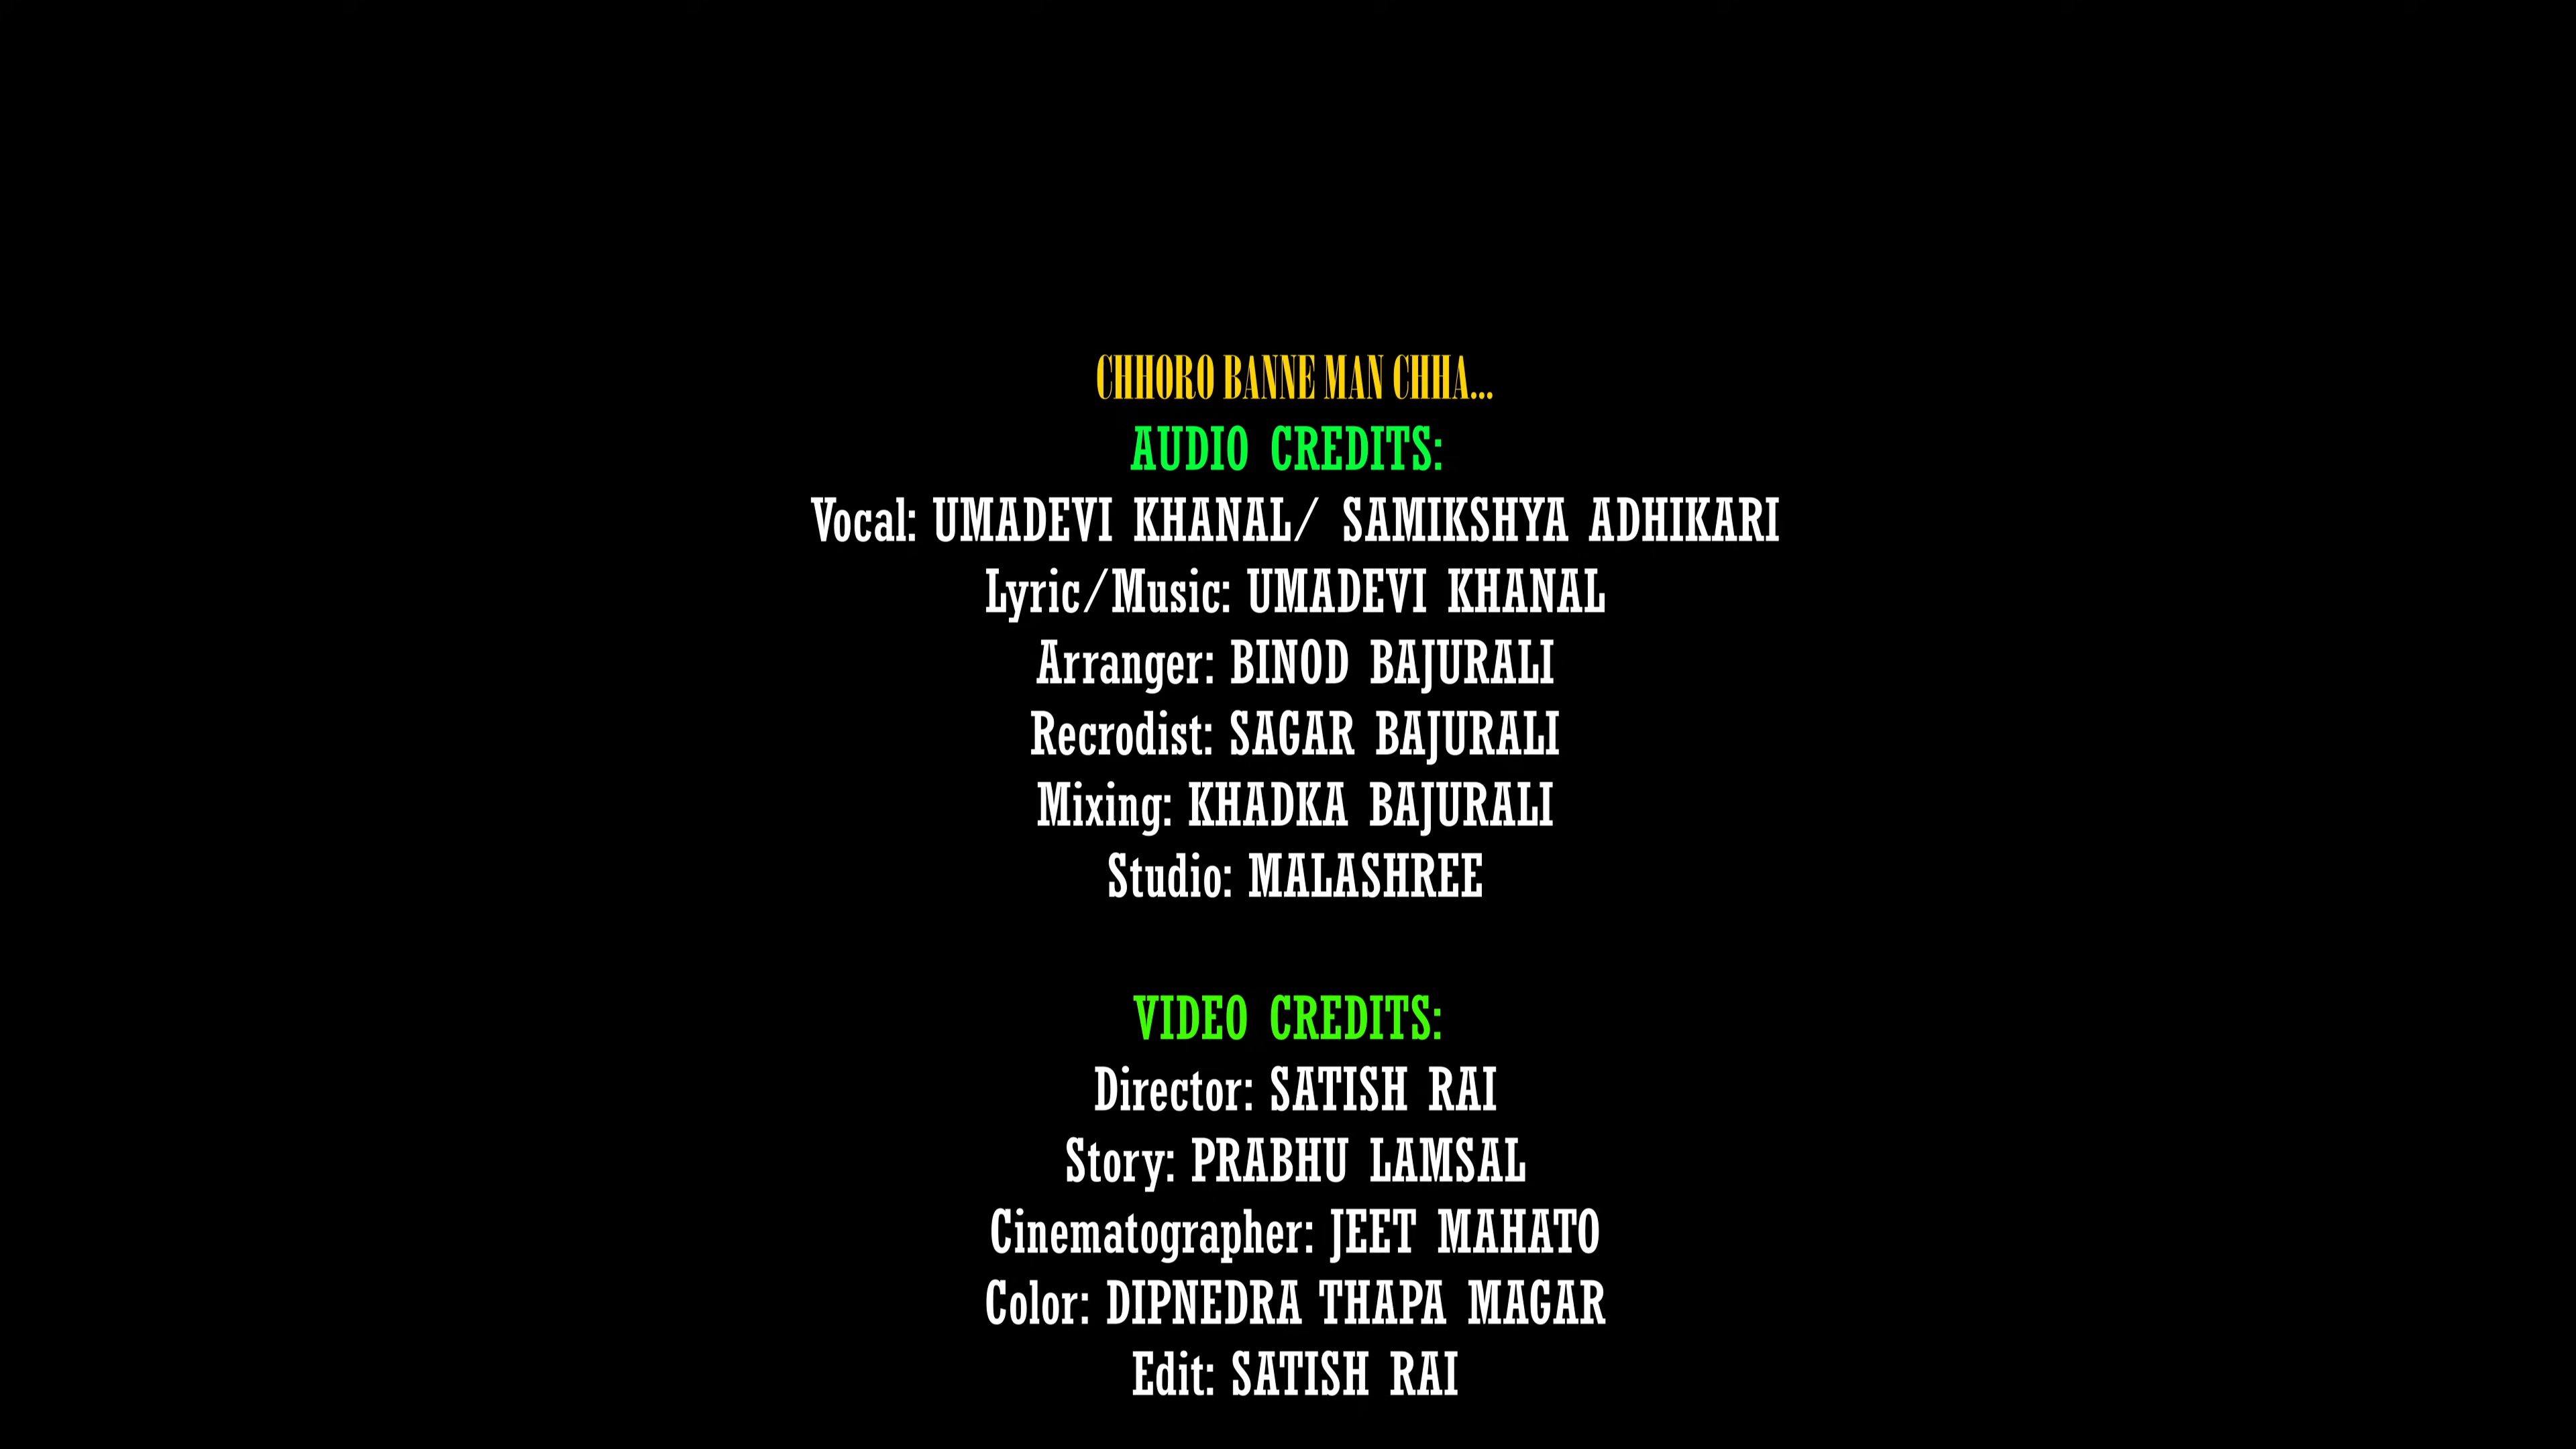 CHHORO BANNE MAN CHHA...
AUDIO CREDITS:
Vocal: UMADEVI KHANAL/ SAMIKSHYA ADHIKARI
Lyric/Music: UMADEVI KHANAL
Arranger: BINOD BAJURALI
Recrodist: SAGAR BAJURALI
Mixing: KHADKA BAJURALI
Studio: MALASHREE
VIDEO CREDITS:
Director: SATISH RAI
Story: PRABHU LAMSAL
Cinematographer: JEET MAHATO
Color: DIPNEDRA THAPA MAGAR
Edit: SATISH RAI